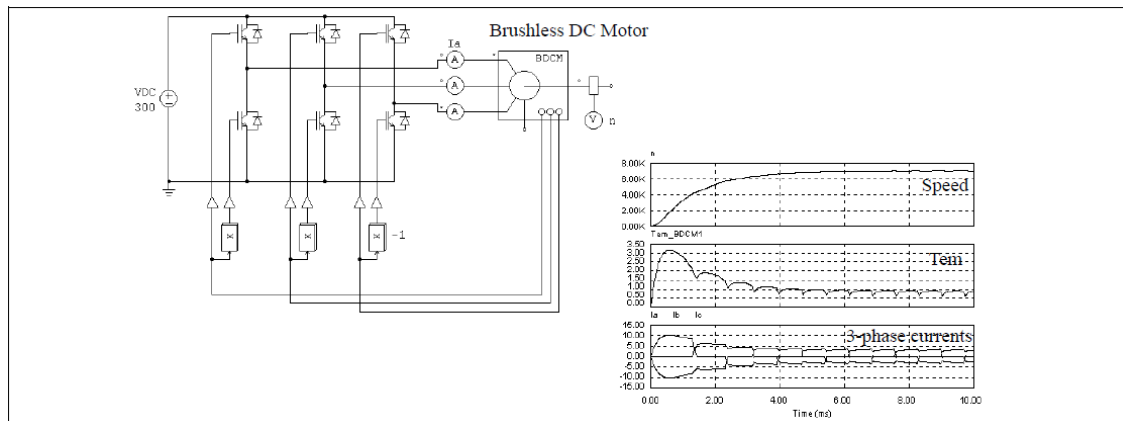 Brushless DC Motor
Ia
BDCM
A
A
A
VDC
300
V
n
-1
n
8.00K
6.00K
4.00K
2.00K
0.00K
Speed
Tem_BDCM1
3.50
3.00
2.50
2.00
1.50
1.00
0.50
0.00
Tem
Ia Ib Ic
15.00
10.00
5.00
0.00
-5.00
-10.00
-15.00
3-phase currents
0.00 2.00 4.00 6.00 8.00 10.00
Time (ms)